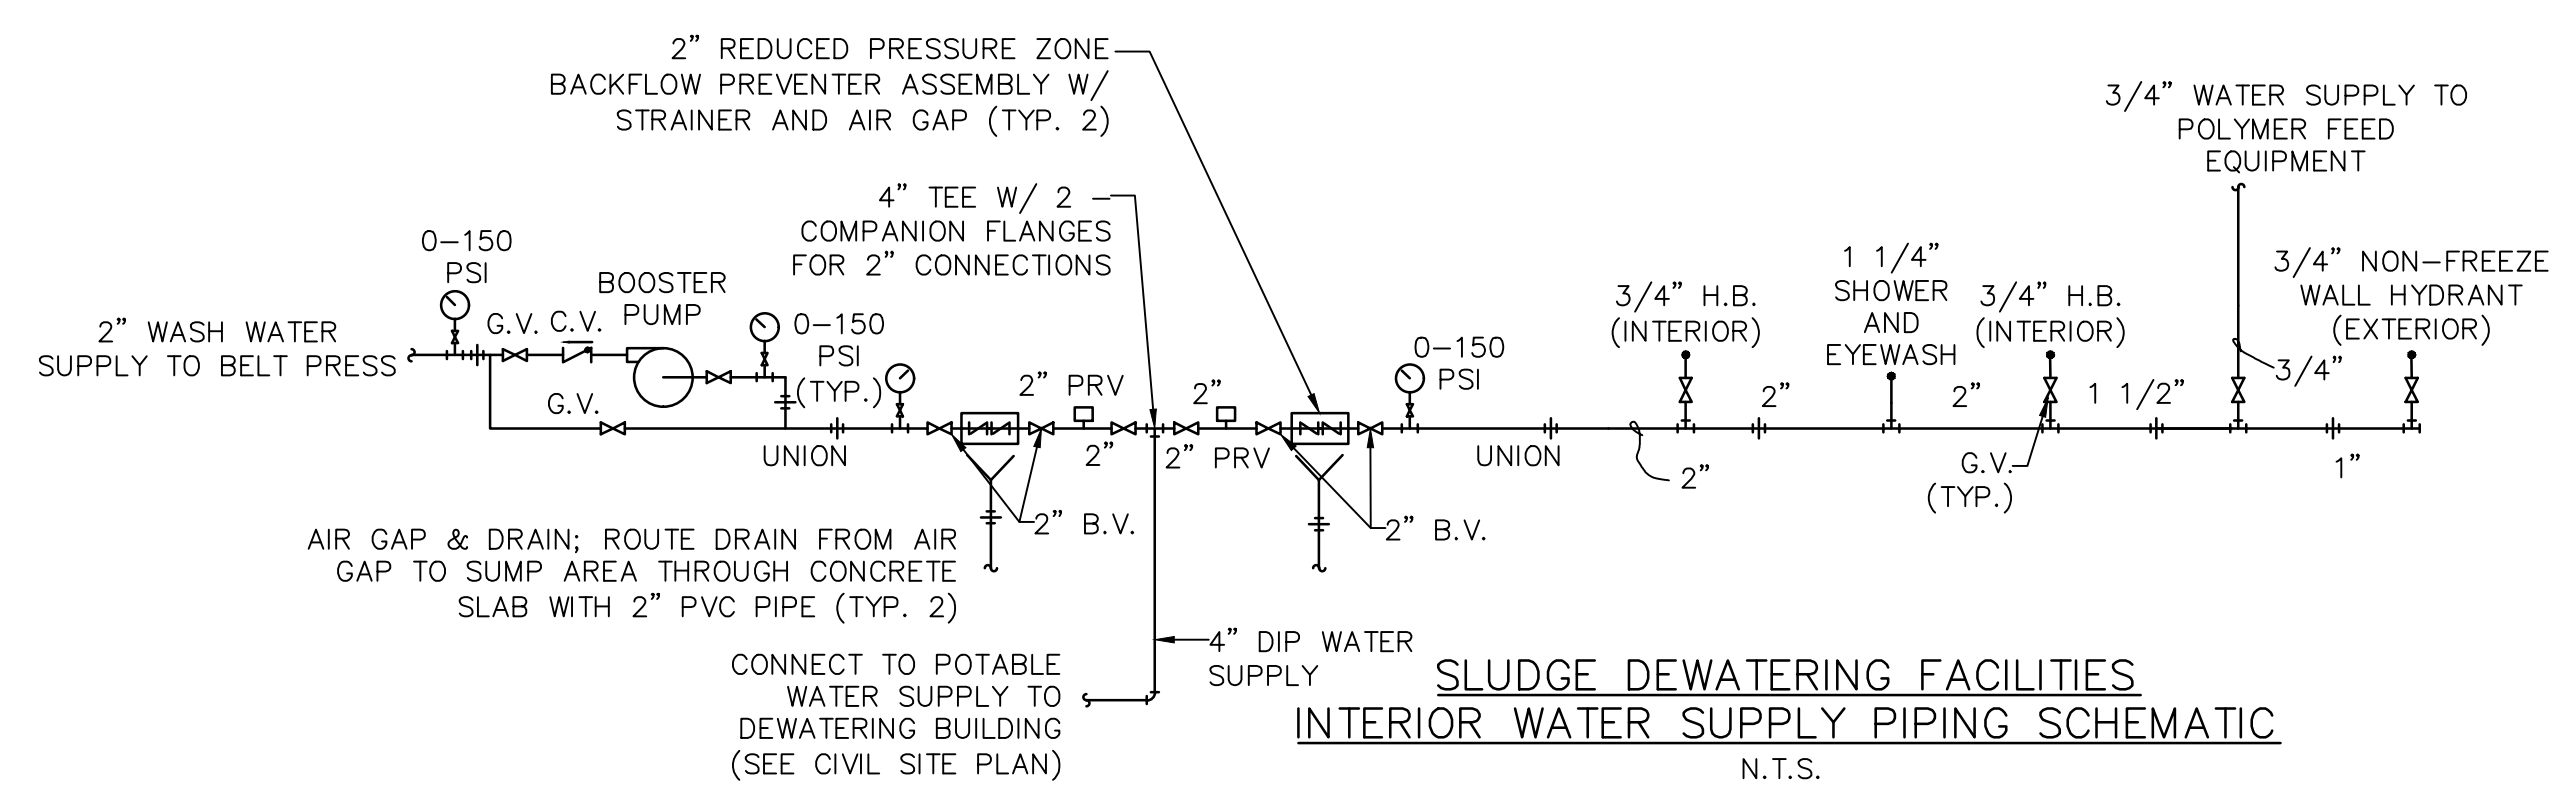 2” REDUCED PRESSURE ZONE
BACKFLOW PREVENTER ASSEMBLY W/
STRAINER AND AIR GAP (TYP. 2)
3/4” WATER SUPPLY TO
POLYMER FEED
EQUIPMENT
4” TEE W/ 2
COMPANION FLANGES
FOR 2” CONNECTIONS
0-150
PSI
BOOSTER
PUMP
G.V.
C.V.
2” WASH WATER
SUPPLY TO BELT PRESS
0-150
PSI
(TYP.)
G.V.
UNION
2” PRV
2”
2”
2”
PRV
0-150
PSI
UNION
3/4” H.B.
(INTERIOR)
2”
2”
1 1/4”
SHOWER
AND
EYEWASH
2”
3/4” H.B.
(INTERIOR)
G.V.
(TYP.)
1 1/2”
3/4”
3/4” NON-FREEZE
WALL HYDRANT
(EXTERIOR)
1”
2” B.V.
2” B.V.
AIR GAP & DRAIN; ROUTE DRAIN FROM AIR
GAP TO SUMP AREA THROUGH CONCRETE
SLAB WITH 2” PVC PIPE (TYP. 2)
4” DIP WATER
SUPPLY
CONNECT TO POTABLE
WATER SUPPLY TO
DEWATERING BUILDING
(SEE CIVIL SITE PLAN)
SLUDGE DEWATERING FACILITIES
INTERIOR WATER SUPPLY PIPING SCHEMATIC
N.T.S.